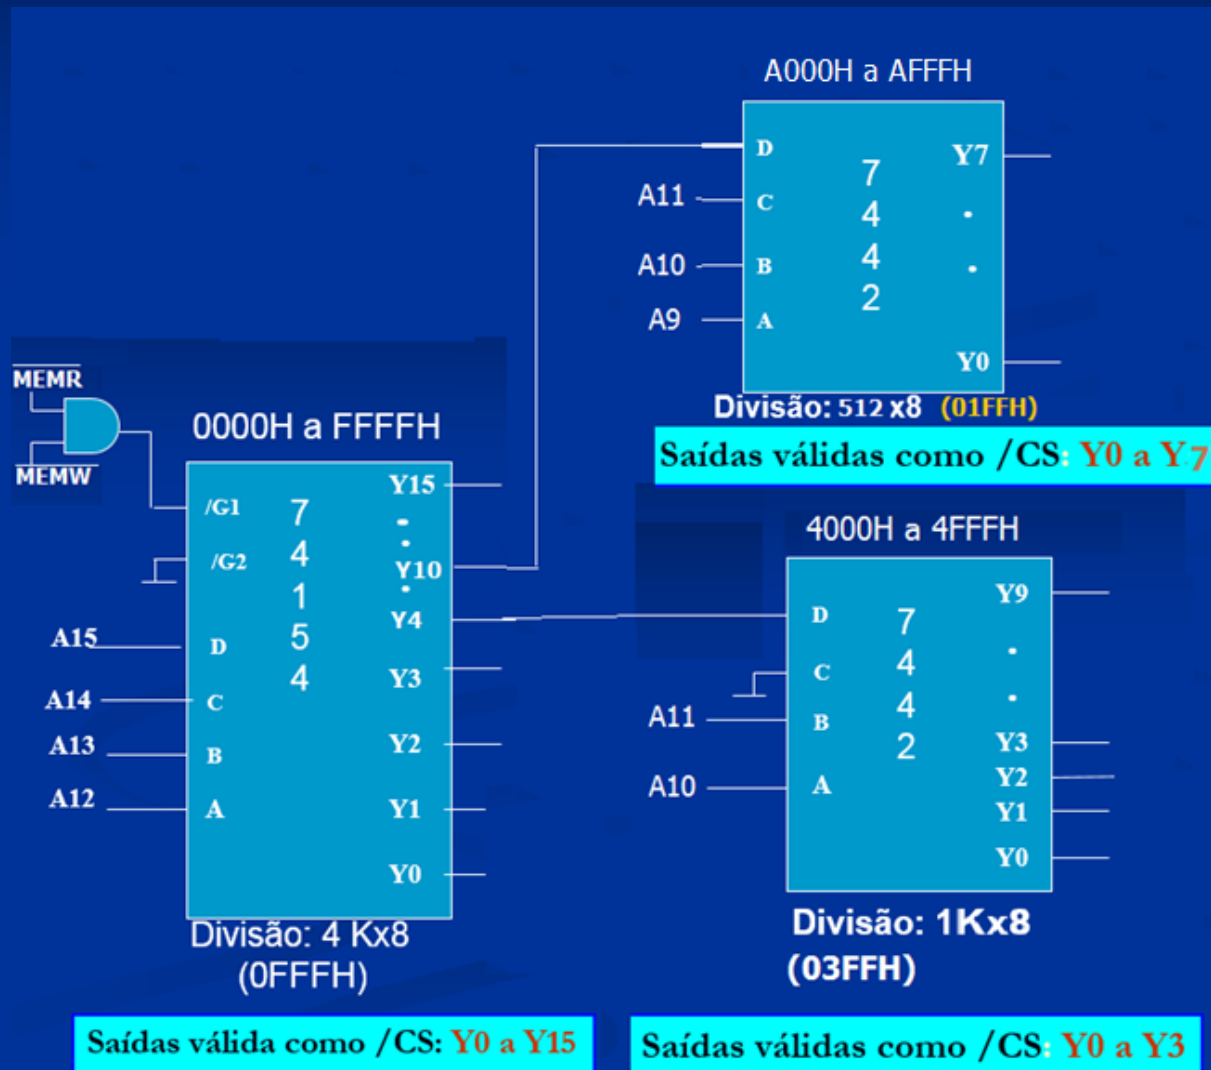 A000H a AFFFH
D
Y7
A11
C
7
4
4
2
.
.
A10
B
A9
A
Y0
Divisão: 512 x8 (01FFH)
Saídas válidas como /CS: Y0 a Y.7
MEMR
MEMW
0000H a FFFFH
/G1
/G2
7
4
1
5
4
Y15
.
.
Y10
.
Y4
A15
D
Y3
A14
C
A13
B
Y2
A12
A
Y1
Y0
Divisão: 4 Kx8
(0FFFH)
Saídas válida como /CS: Y0 a Y15
4000H a 4FFFH
D
C
7
4
4
2
Y9
.
.
A11
B
Y3
A10
A
Y2
Y1
Y0
Divisão: 1Kx8
(03FFH)
Saídas válidas como /CS: Y0 a Y3